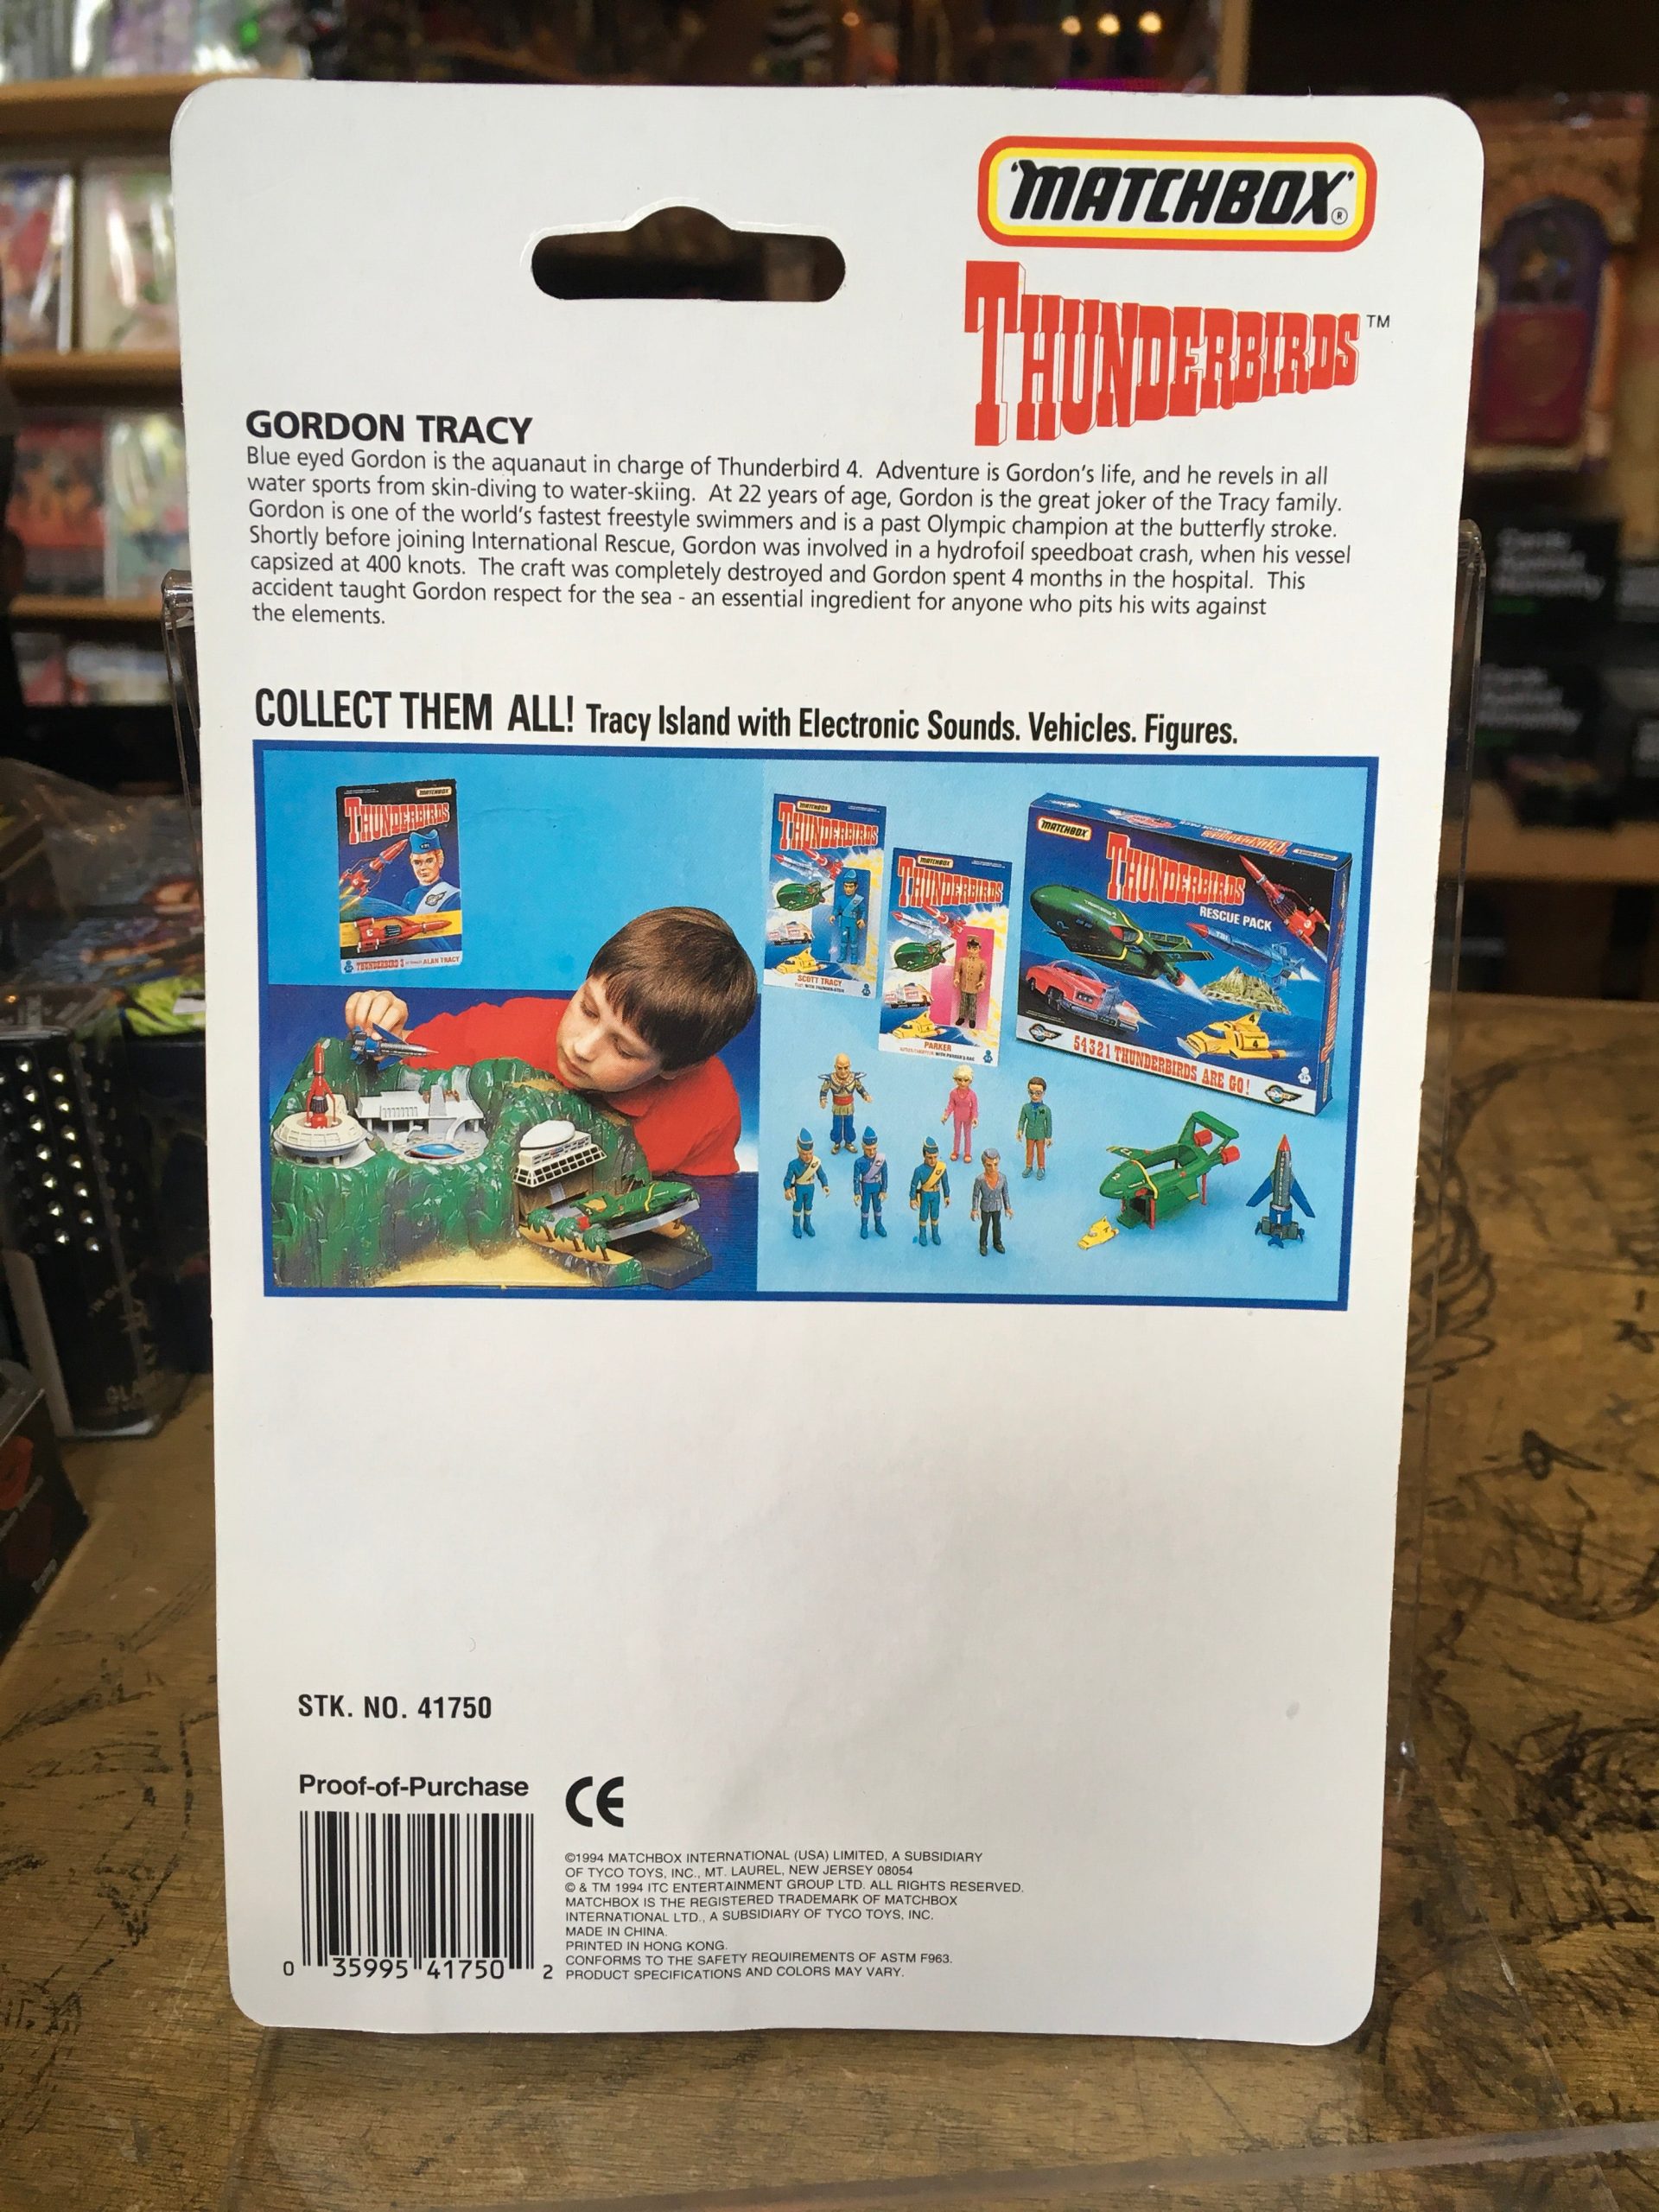 'MATCHBOX'®
THUNDERBIRDS™
GORDON TRACY
Blue eyed Gordon is the aquanaut in charge of Thunderbird 4. Adventure is Gordon's life, and he revels in all
water sports from skin-diving to water-skiing. At 22 years of age, Gordon is the great joker of the Tracy family.
Gordon is one of the world's fastest freestyle swimmers and is a past Olympic champion at the butterfly stroke.
Shortly before joining International Rescue, Gordon was involved in a hydrofoil speedboat crash, when his vessel
capsized at 400 knots. The craft was completely destroyed and Gordon spent 4 months in the hospital. This
accident taught Gordon respect for the sea - an essential ingredient for anyone who pits his wits against
the elements.
COLLECT THEM ALL! Tracy Island with Electronic Sounds. Vehicles. Figures.
MATCHBOX
THUNDERBIRDS
THUNDERBIRD 3 ALAN TRACY
MATCHBOX
THUNDERBIRDS
SCOTT TRACY
MATCHBOX
THUNDERBIRDS
PARKER
MATCHBOX
THUNDERBIRDS
RESCUE PACK
54321 THUNDERBIRDS ARE GO!
STK. NO. 41750
Proof-of-Purchase
CE
0 35995 41750 2
©1994 MATCHBOX INTERNATIONAL (USA) LIMITED, A SUBSIDIARY
OF TYCO TOYS, INC., MT. LAUREL, NEW JERSEY 08054
© & TM 1994 ITC ENTERTAINMENT GROUP LTD. ALL RIGHTS RESERVED.
MATCHBOX IS THE REGISTERED TRADEMARK OF MATCHBOX
INTERNATIONAL LTD., A SUBSIDIARY OF TYCO TOYS, INC.
MADE IN CHINA.
PRINTED IN HONG KONG.
CONFORMS TO THE SAFETY REQUIREMENTS OF ASTM F963.
PRODUCT SPECIFICATIONS AND COLORS MAY VARY.